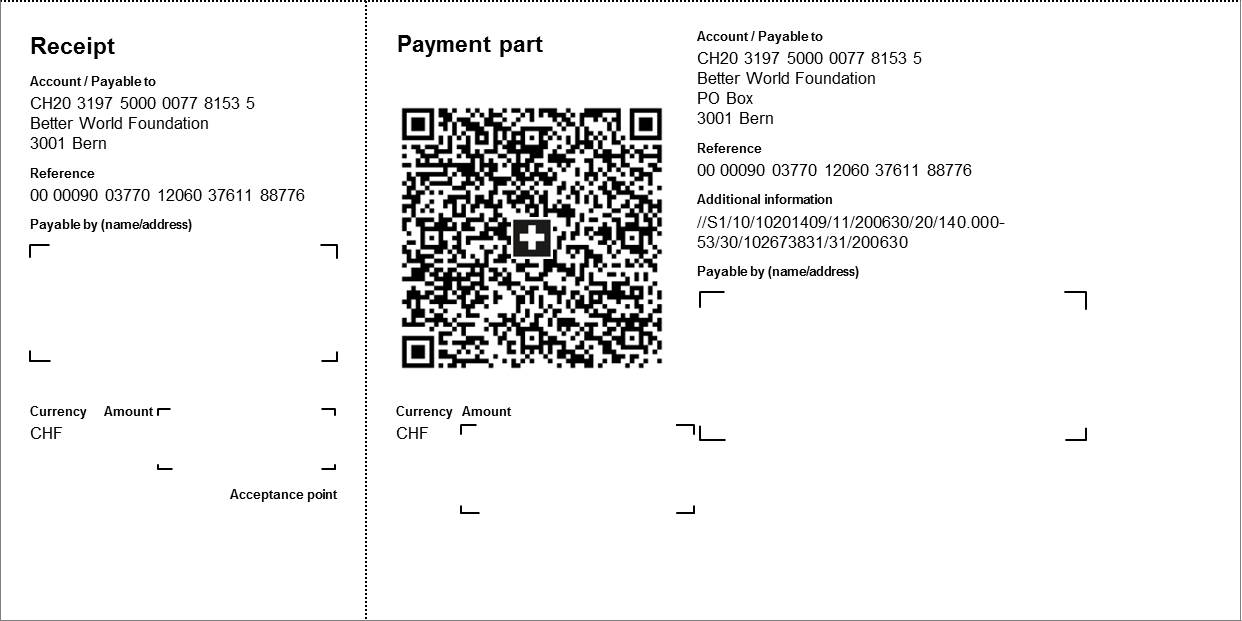 Receipt
Account / Payable to
CH20 3197 5000 0077 8153 5
Better World Foundation
3001 Bern
Reference
00 00090 03770 12060 37611 88776
Payable by (name/address)
Currency Amount
CHF
Acceptance point
Payment part
Currency Amount
CHF
Account / Payable to
CH20 3197 5000 0077 8153 5
Better World Foundation
PO Box
3001 Bern
Reference
00 00090 03770 12060 37611 88776
Additional information
//S1/10/10201409/11/200630/20/140.000-
53/30/102673831/31/200630
Payable by (name/address)